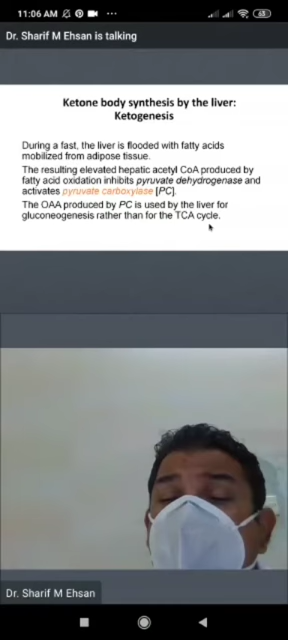 11:06 AM
63
Dr. Sharif M Ehsan is talking
Ketone body synthesis by the liver:
Ketogenesis
During a fast, the liver is flooded with fatty acids
mobilized from adipose tissue.
The resulting elevated hepatic acetyl CoA produced by
fatty acid oxidation inhibits pyruvate dehydrogenase and
activates pyruvate carboxylase [PC].
The OAA produced by PC is used by the liver for
gluconeogenesis rather than for the TCA cycle.
Dr. Sharif M Ehsan